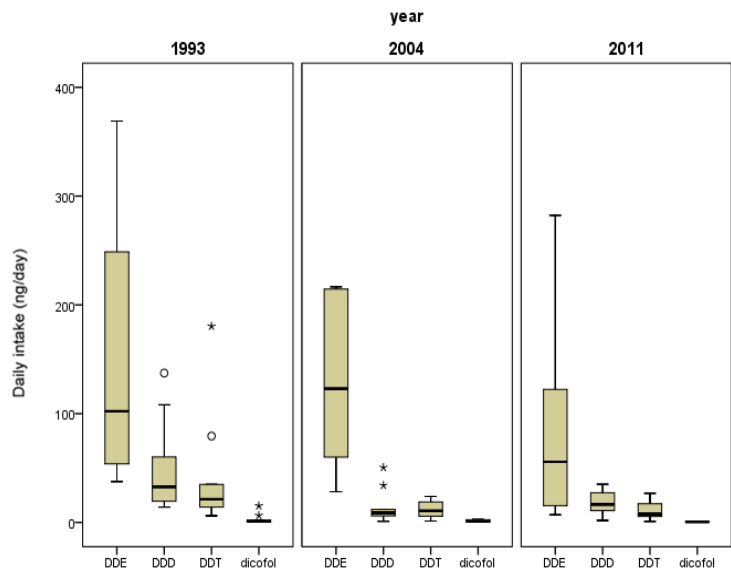 year
1993 2004 2011
Daily intake (ng/day)
400
300
200
100
0
DDE DDD DDT dicofol DDE DDD DDT dicofol DDE DDD DDT dicofol